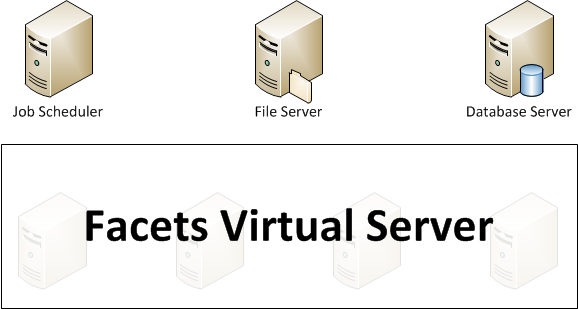 Job Scheduler
File Server
Database Server
Facets Virtual Server